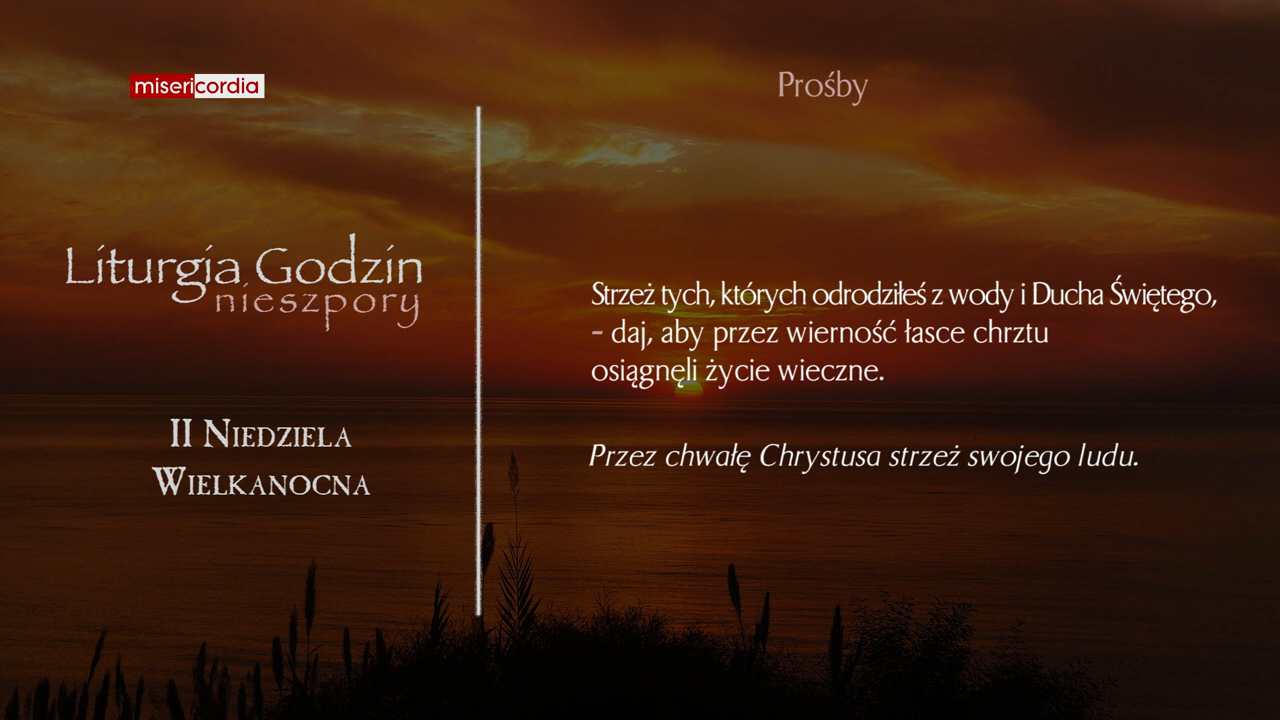 misericordia
Prośby
Liturgia Godzin
nieszpory
II Niedziela
Wielkanocna
Strzeż tych, których odrodziłeś z wody i Ducha Świętego,
- daj, aby przez wierność łasce chrztu
osiągnęli życie wieczne.
Przez chwałę Chrystusa strzeż swojego ludu.